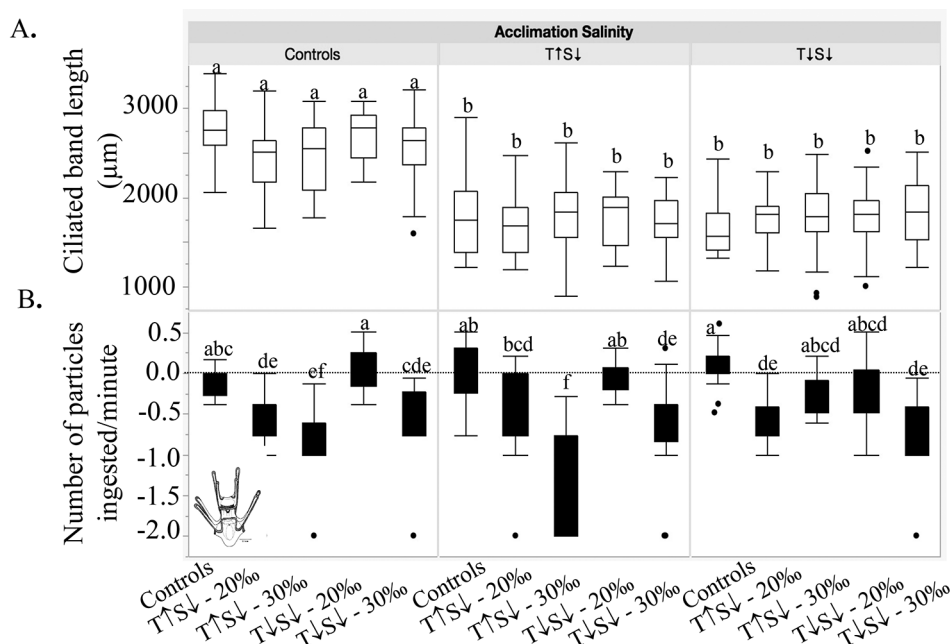 A.
Acclimation Salinity
Controls T↑S↓ T↓S↓
Ciliated band length
(µm)
3000
2000
1000
a a a a a b b b b b b b b b b
B.
Number of particles
ingested/minute
0.5
0.0
-0.5
-1.0
-1.5
-2.0
abc de ef a cde ab bcd f ab de a de abcd abcd de
Controls
T↑S↓ - 20‰
T↑S↓ - 30‰
T↓S↓ - 20‰
T↓S↓ - 30‰
Controls
T↑S↓ - 20‰
T↑S↓ - 30‰
T↓S↓ - 20‰
T↓S↓ - 30‰
Controls
T↑S↓ - 20‰
T↑S↓ - 30‰
T↓S↓ - 20‰
T↓S↓ - 30‰